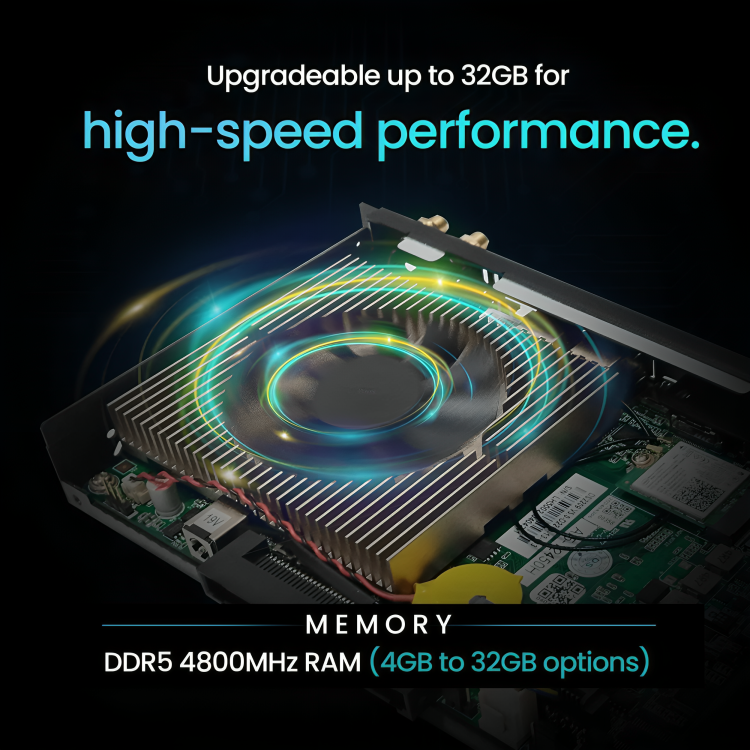 Upgradeable up to 32GB for
high-speed performance.
MEMORY
DDR5 4800MHz RAM (4GB to 32GB options)